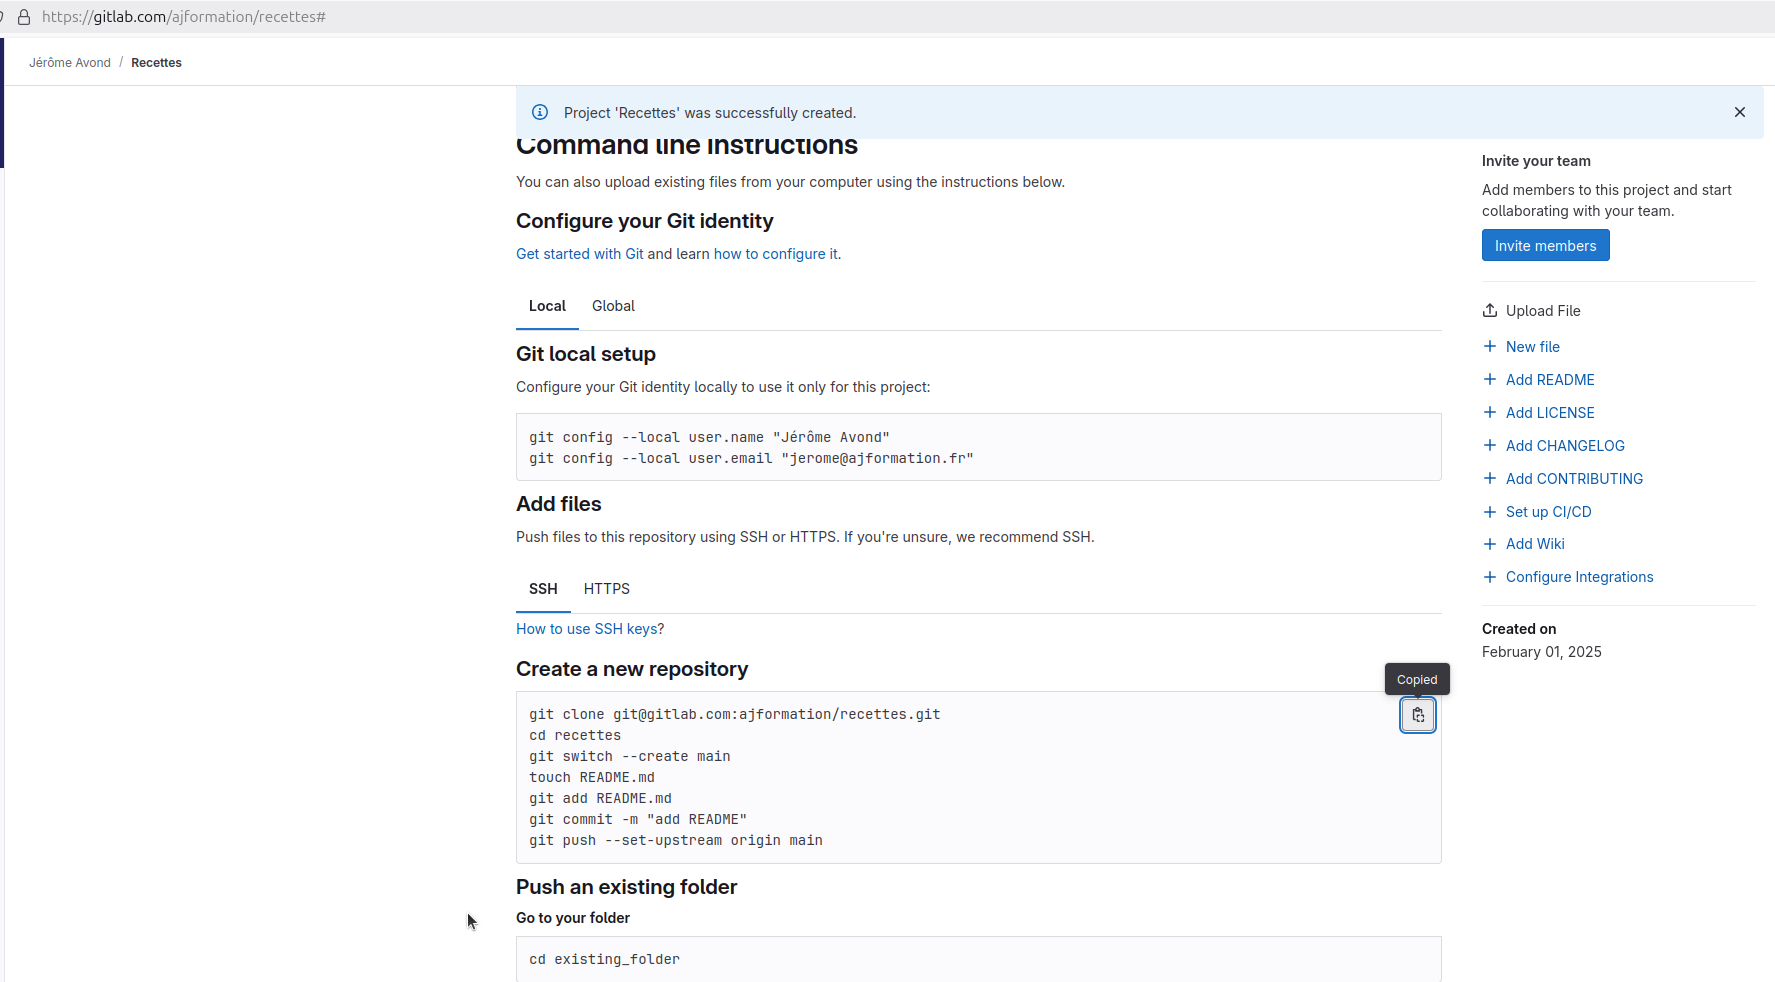 https://gitlab.com/ajformation/recettes#
Jérôme Avond / Recettes
Project 'Recettes' was successfully created.
Command line instructions
You can also upload existing files from your computer using the instructions below.
Configure your Git identity
Get started with Git and learn how to configure it.
Local Global
Git local setup
Configure your Git identity locally to use it only for this project:
git config --local user.name "Jérôme Avond"
git config --local user.email "jerome@ajformation.fr"
Add files
Push files to this repository using SSH or HTTPS. If you're unsure, we recommend SSH.
SSH HTTPS
How to use SSH keys?
Create a new repository
Copied
git clone git@gitlab.com:ajformation/recettes.git
cd recettes
git switch --create main
touch README.md
git add README.md
git commit -m "add README"
git push --set-upstream origin main
Push an existing folder
Go to your folder
cd existing_folder
Invite your team
Add members to this project and start
collaborating with your team.
Invite members
Upload File
New file
Add README
Add LICENSE
Add CHANGELOG
Add CONTRIBUTING
Set up CI/CD
Add Wiki
Configure Integrations
Created on
February 01, 2025